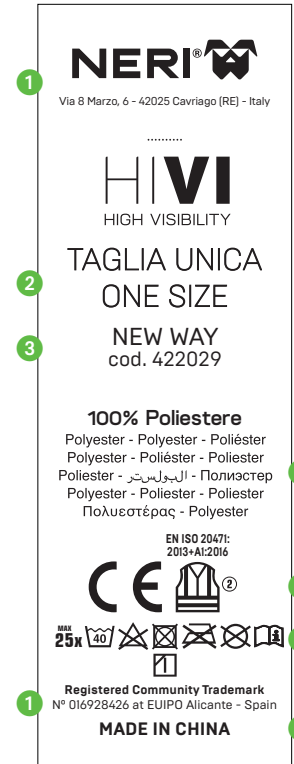 NERI®
1
Via 8 Marzo, 6 - 42025 Cavriago (RE) - Italy
..........
HIVI
HIGH VISIBILITY
TAGLIA UNICA
2
ONE SIZE
3
NEW WAY
cod. 422029
100% Poliestere
Polyester - Polyester - Poliéster
Polyester - Poliéster - Poliester
Poliester - البوليستر - Полиэстер
Polyester - Poliester - Poliester
Πολυεστέρας - Polyester
EN ISO 20471:
2013+A1:2016
CE 2
MAX
25x 40 i
1
Registered Community Trademark
1
Nº 016928426 at EUIPO Alicante - Spain
MADE IN CHINA